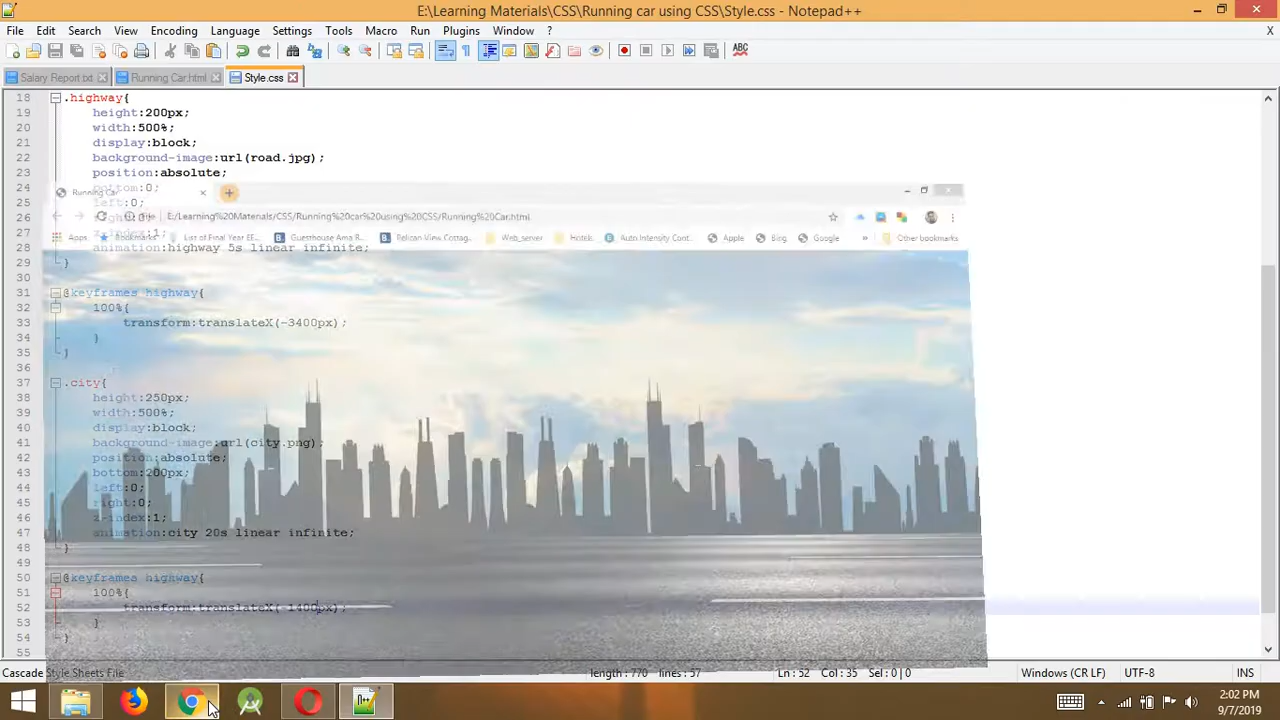 E:\Learning Materials\CSS\Running car using CSS\Style.css - Notepad++
File Edit Search View Encoding Language Settings Tools Macro Run Plugins Window ? X
ABC
Salary Report.txt Running Car.html Style.css
18 .highway{
19 height:200px;
20 width:500%;
21 display:block;
22 background-image:url(road.jpg);
23 position:absolute;
24 :0;
Running Car
25 left:0;
26 :0;
E:/Learning%20Materials/CSS/Running%20car%20using%20CSS/Running%20Car.html
27 z-index:1;
Apps Bookmarks List of Final Year EE... Guesthouse Ama B... Pelican View Cottag... Web_server Hotels Auto Intensity Cont... Apple Bing Google » Other bookmarks
28 animation:highway 5s linear infinite;
29 }
30
31 @keyframes highway{
32 100%{
33 transform:translateX(-3400px);
34 }
35 }
36
37 .city{
38 height:250px;
39 width:500%;
40 display:block;
41 background-image:url(city.png);
42 position:absolute;
43 bottom:200px;
44 left:0;
45 right:0;
46 z-index:1;
47 animation:city 20s linear infinite;
48 }
49
50 @keyframes highway{
51 100%{
52 transform:translateX(-1400px);
53 }
54 }
55
Cascade Style Sheets File length : 770 lines : 57 Ln : 52 Col : 35 Sel : 0 | 0 Windows (CR LF) UTF-8 INS
N++
2:02 PM
9/7/2019